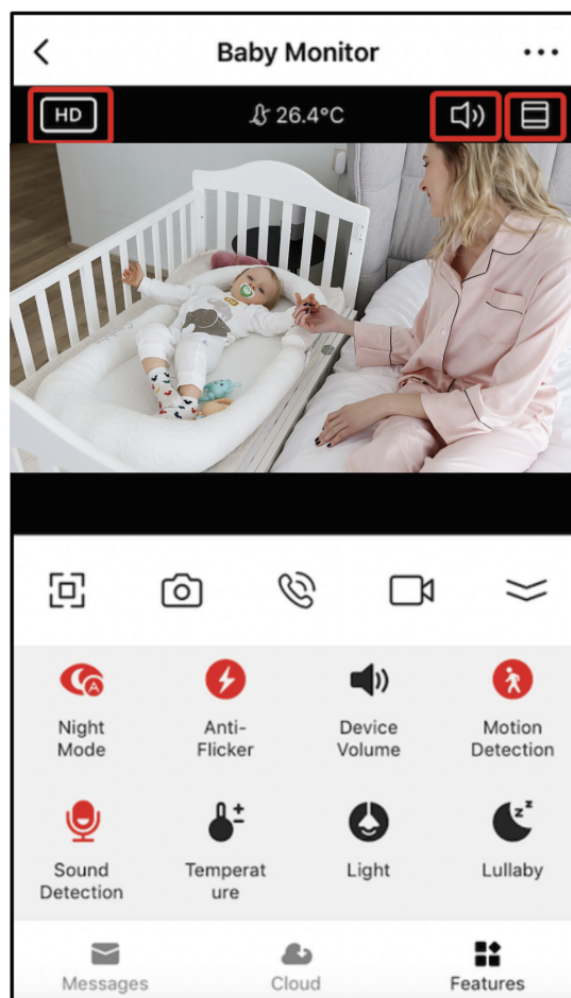 Baby Monitor
HD
26.4°C
Night
Mode
Anti-
Flicker
Device
Volume
Motion
Detection
Sound
Detection
Temperat
ure
Light
Lullaby
Messages
Cloud
Features